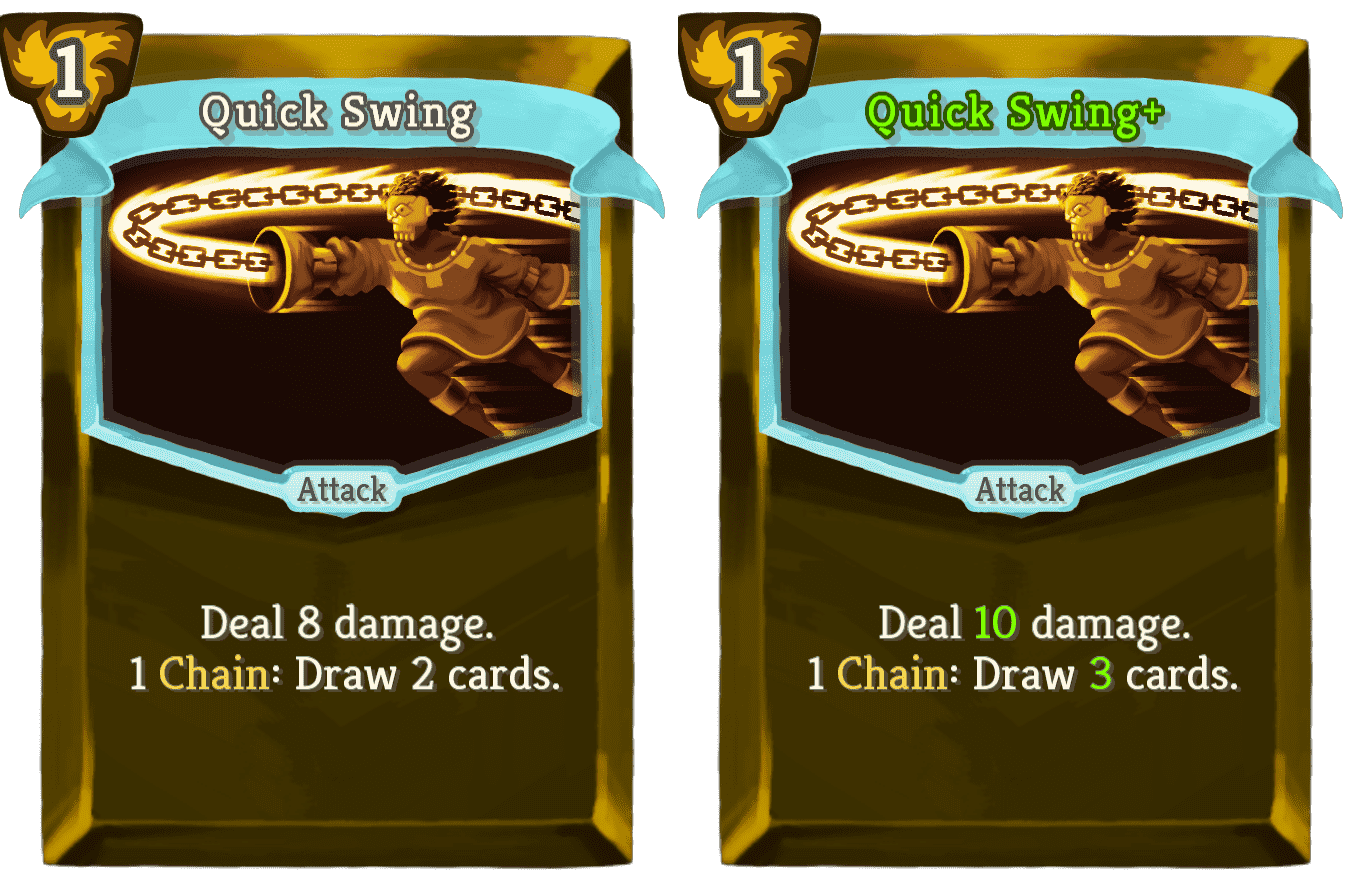 1
Quick Swing
Attack
Deal 8 damage.
1 Chain: Draw 2 cards.
1
Quick Swing+
Attack
Deal 10 damage.
1 Chain: Draw 3 cards.